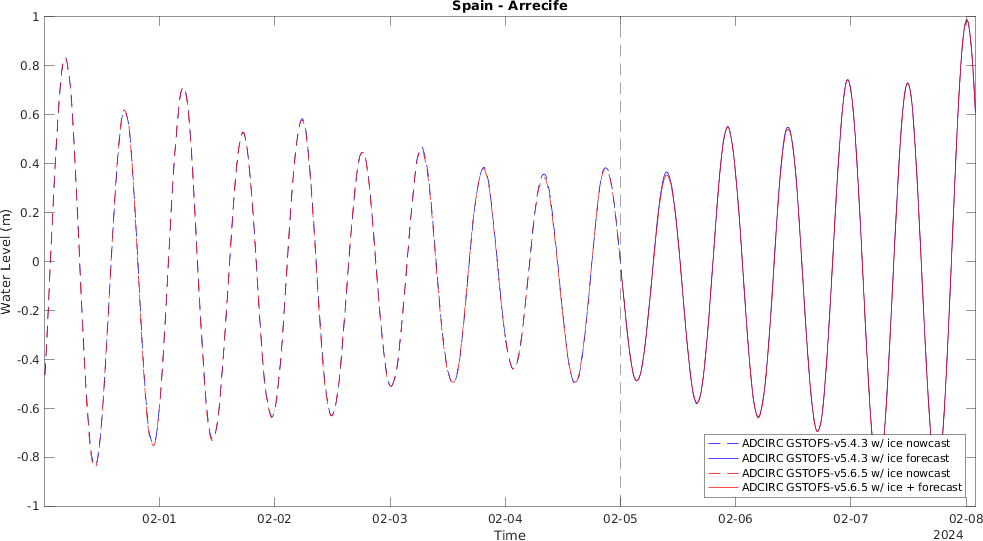 Spain - Arrecife
1
0.8
0.6
0.4
0.2
0
-0.2
-0.4
-0.6
-0.8
-1
Water Level (m)
ADCIRC GSTOFS-v5.4.3 w/ ice nowcast
ADCIRC GSTOFS-v5.4.3 w/ ice forecast
ADCIRC GSTOFS-v5.6.5 w/ ice nowcast
ADCIRC GSTOFS-v5.6.5 w/ ice + forecast
02-01 02-02 02-03 02-04 02-05 02-06 02-07 02-08
Time
2024